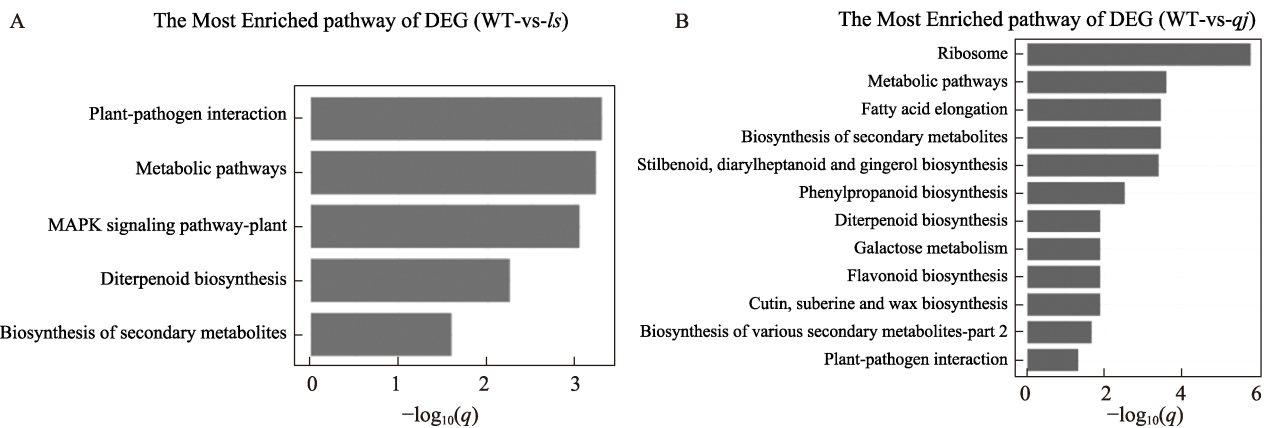 A
The Most Enriched pathway of DEG (WT-vs-ls)
Plant-pathogen interaction
Metabolic pathways
MAPK signaling pathway-plant
Diterpenoid biosynthesis
Biosynthesis of secondary metabolites
0 1 2 3
−log₁₀(q)
B
The Most Enriched pathway of DEG (WT-vs-qj)
Ribosome
Metabolic pathways
Fatty acid elongation
Biosynthesis of secondary metabolites
Stilbenoid, diarylheptanoid and gingerol biosynthesis
Phenylpropanoid biosynthesis
Diterpenoid biosynthesis
Galactose metabolism
Flavonoid biosynthesis
Cutin, suberine and wax biosynthesis
Biosynthesis of various secondary metabolites-part 2
Plant-pathogen interaction
0 2 4 6
−log₁₀(q)